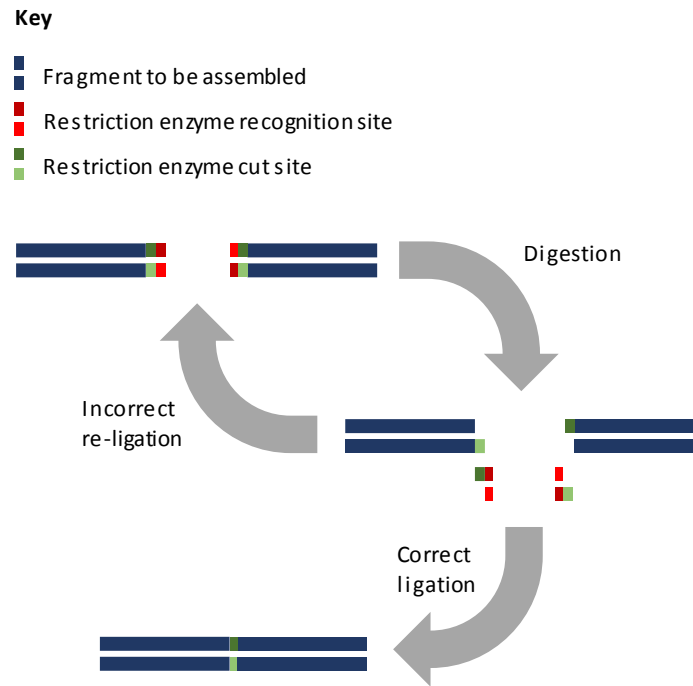 Key
Fragment to be assembled
Restriction enzyme recognition site
Restriction enzyme cut site
Digestion
Incorrect
re-ligation
Correct
ligation